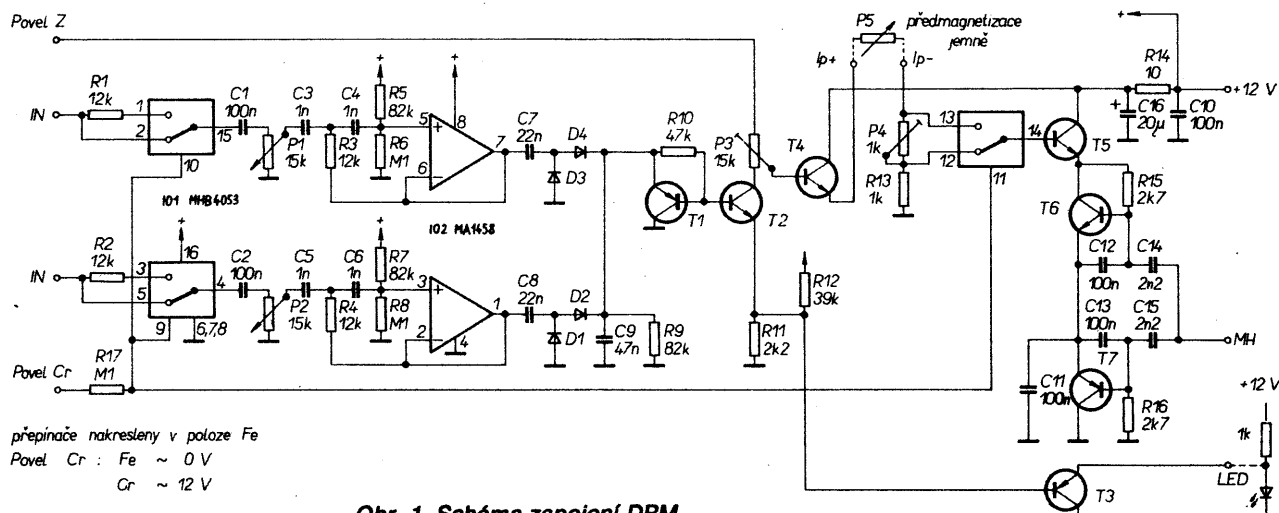 Povel Z
P5
předmagnetizace
jemně
Ip+
Ip-
+
R14
10
+12 V
C16
20µ
C10
100n
+
IN
R1
12k
1
2
15
10
C1
100n
P1
15k
C3
1n
C4
1n
R3
12k
+
R5
82k
R6
M1
+
5
6
8
7
C7
22n
D4
D3
R10
47k
T1
T2
P3
15k
T4
P4
1k
R13
1k
13
12
14
11
T5
R15
2k7
T6
IO1 MHB4053
IO2 MA1458
IN
R2
12k
3
5
16
4
9
6,7,8
C2
100n
P2
15k
C5
1n
C6
1n
R4
12k
+
R7
82k
R8
M1
3
2
4
1
C8
22n
D2
D1
C9
47n
R9
82k
R11
2k2
R12
39k
C12
100n
C14
2n2
C13
100n
C15
2n2
MH
T7
C11
100n
R16
2k7
+12 V
1k
LED
T3
Povel Cr
R17
M1
přepínače nakresleny v poloze Fe
Povel Cr : Fe ~ 0 V
Cr ~ 12 V
Obr. 1. Schéma zapojení DPM